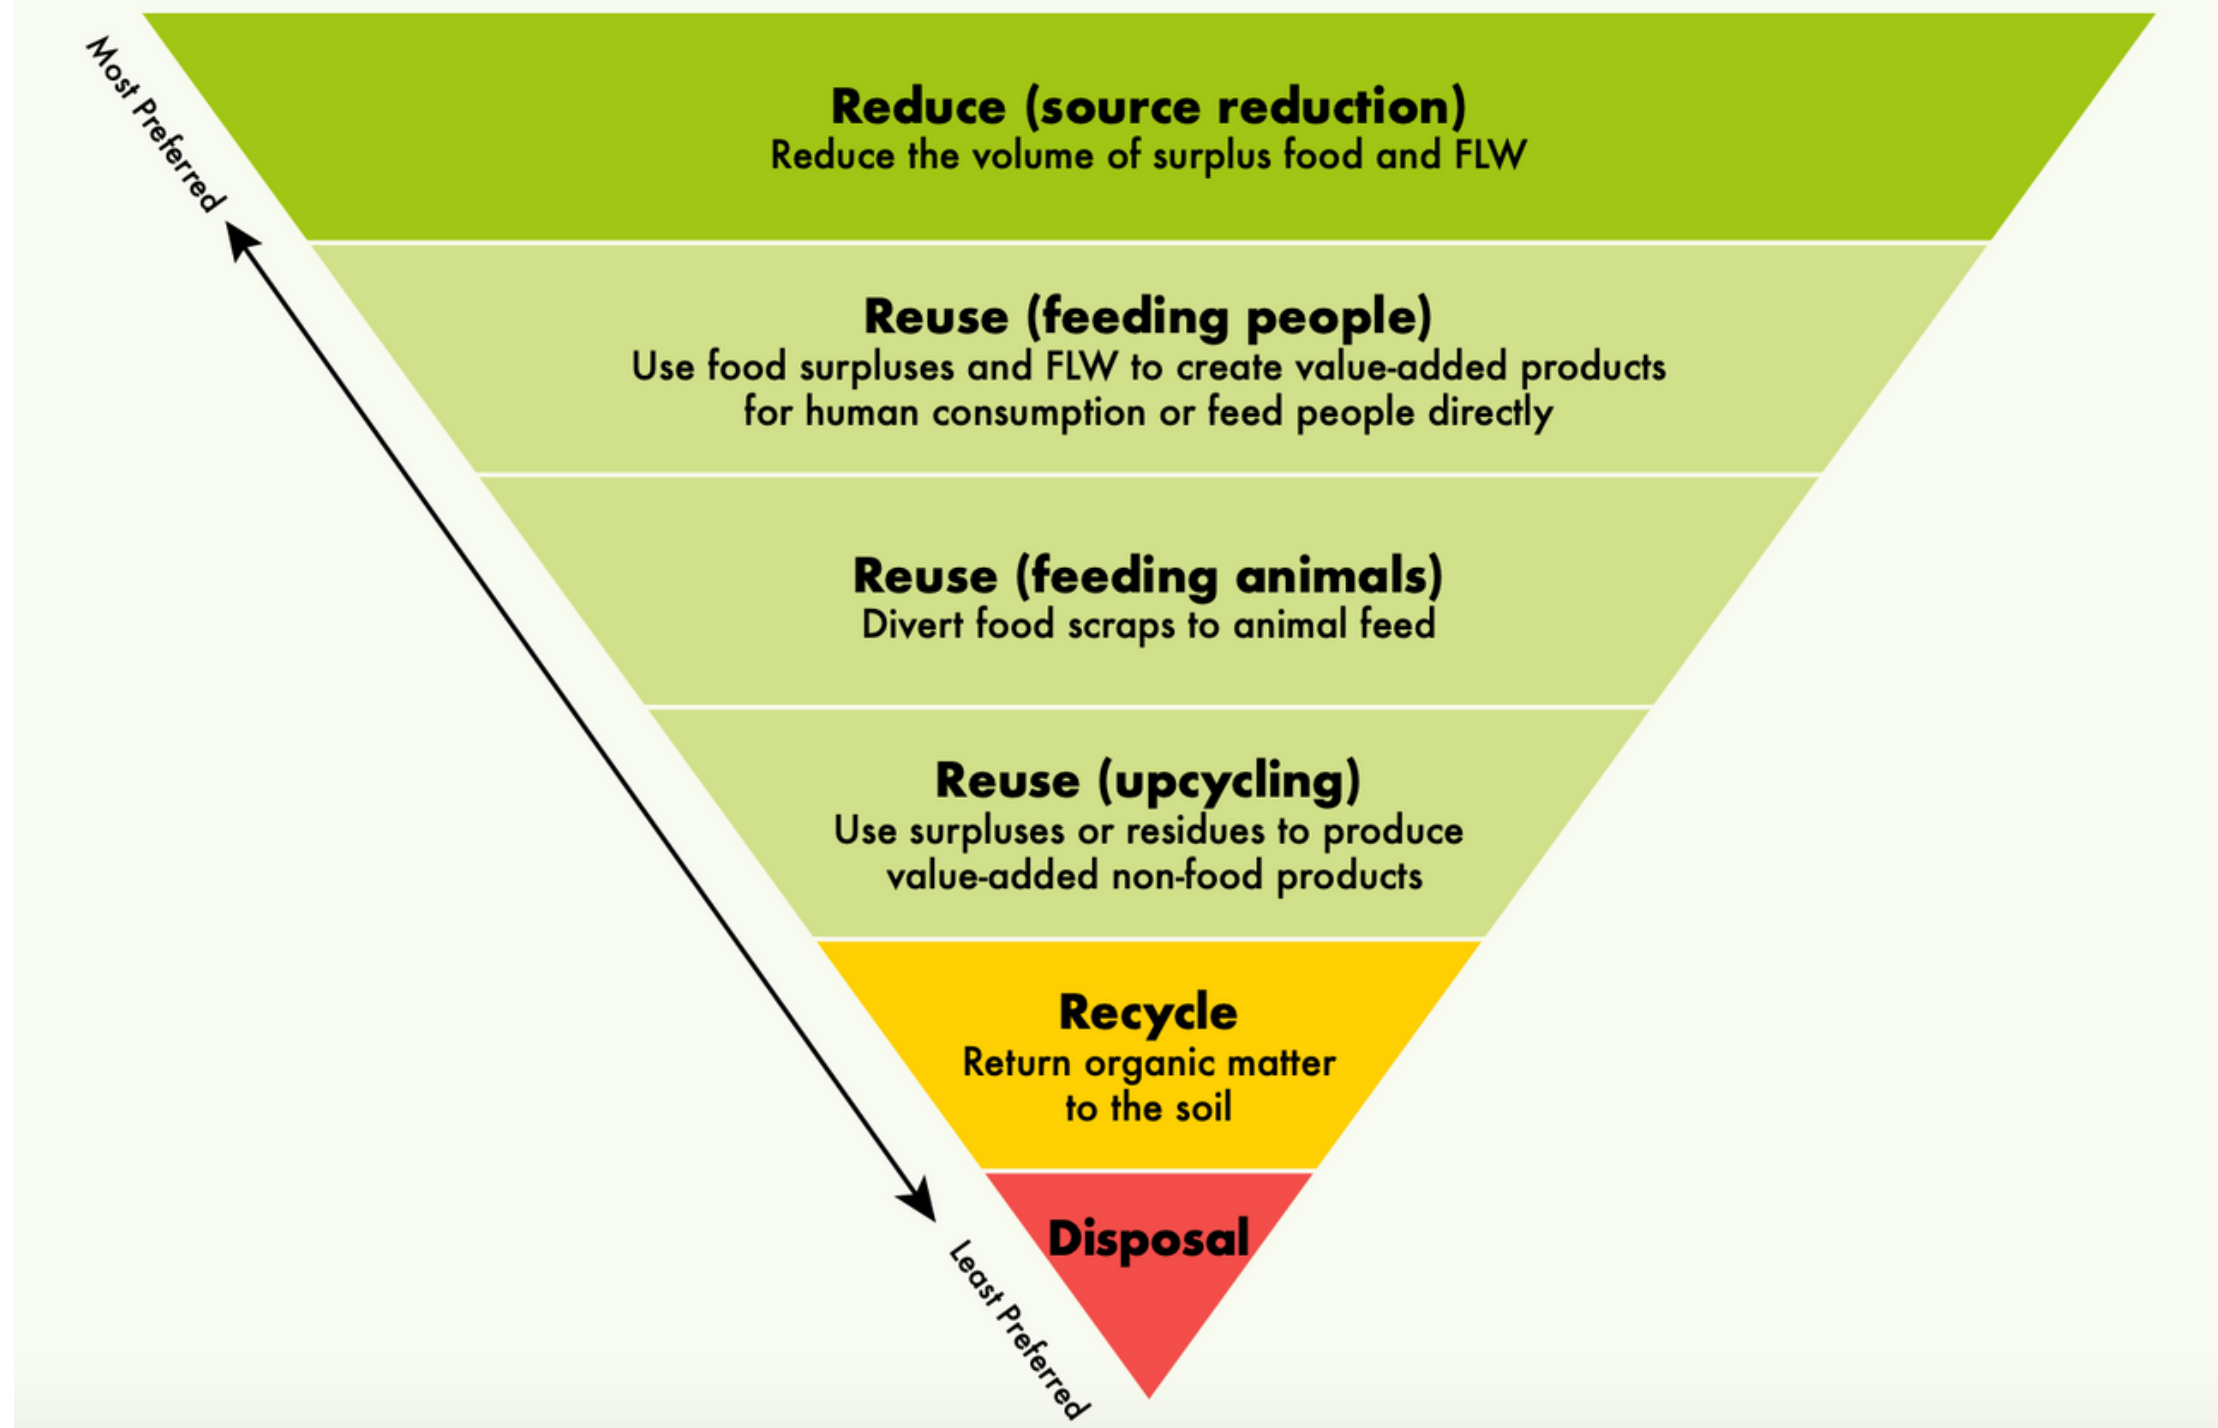 Most Preferred
Reduce (source reduction)
Reduce the volume of surplus food and FLW
Reuse (feeding people)
Use food surpluses and FLW to create value-added products
for human consumption or feed people directly
Reuse (feeding animals)
Divert food scraps to animal feed
Reuse (upcycling)
Use surpluses or residues to produce
value-added non-food products
Recycle
Return organic matter
to the soil
Disposal
Least Preferred